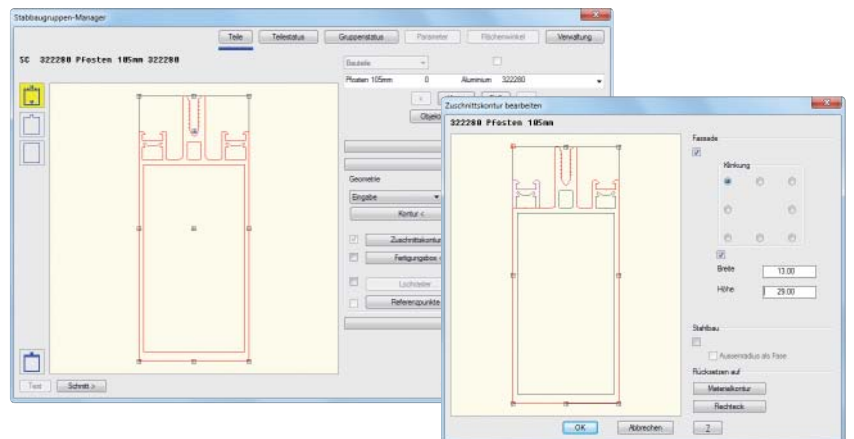 Stabbaugruppen-Manager
Teile Teilestatus Gruppenstatus Parameter Flächenwinkel Verwaltung
SC 322280 Pfosten 105mm 322280
Bauteile
Pfosten 105mm 0 Aluminium 322280
<
Geometrie
Eingabe
Kontur <
Zuschnittskontur
Fertigungsbox <
Referenzpunkte
Test Schnitt >
Zuschnittskontur bearbeiten
322280 Pfosten 105mm
Fassade
Klinkung
Breite 13.00
Höhe 29.00
Stahlbau
Aussenradius als Fase
Rücksetzen auf
Materialkontur
Rechteck
OK Abbrechen ?